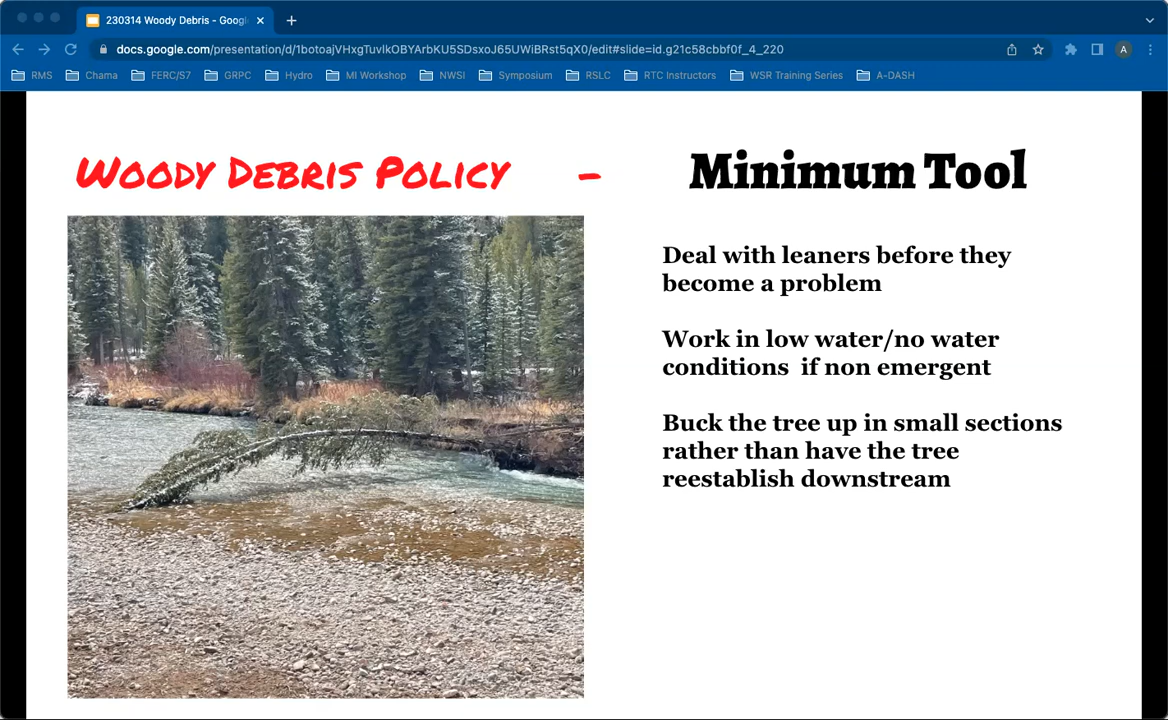 230314 Woody Debris - Goog
docs.google.com/presentation/d/1botoajVHxgTuvlkOBYArbKU5SDsxoJ65UWiBRst5qX0/edit#slide=id.g21c58cbbf0f_4_220
A
RMS Chama FERC/S7 GRPC Hydro MI Workshop NWSI Symposium RSLC RTC Instructors WSR Training Series A-DASH
Woody Debris Policy - Minimum Tool
Deal with leaners before they
become a problem
Work in low water/no water
conditions if non emergent
Buck the tree up in small sections
rather than have the tree
reestablish downstream